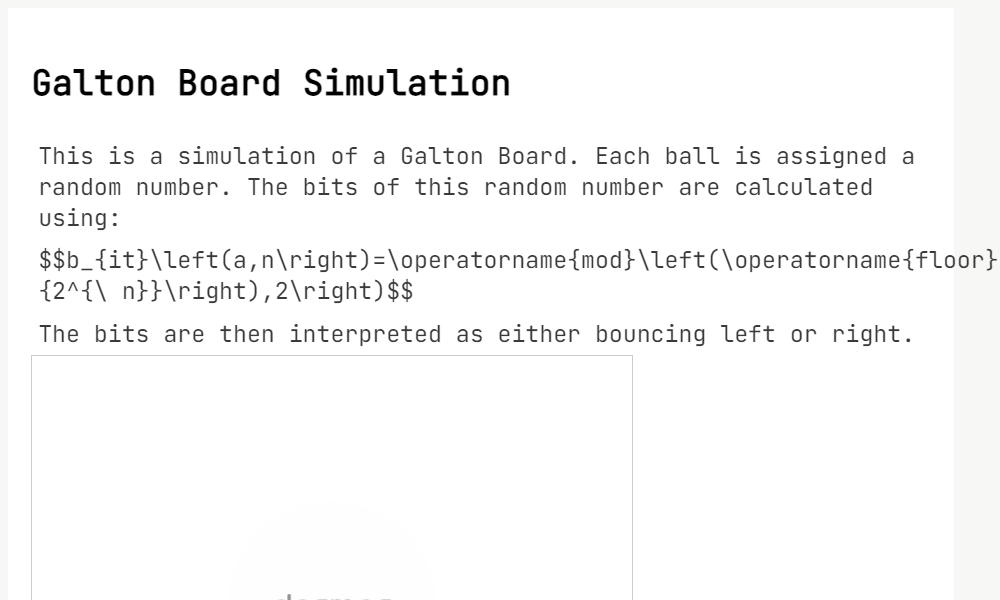 Galton Board Simulation
This is a simulation of a Galton Board. Each ball is assigned a
random number. The bits of this random number are calculated
using:
$$b_{it}\left(a,n\right)=\operatorname{mod}\left(\operatorname{floor}
{2^{\ n}}\right),2\right)$$
The bits are then interpreted as either bouncing left or right.